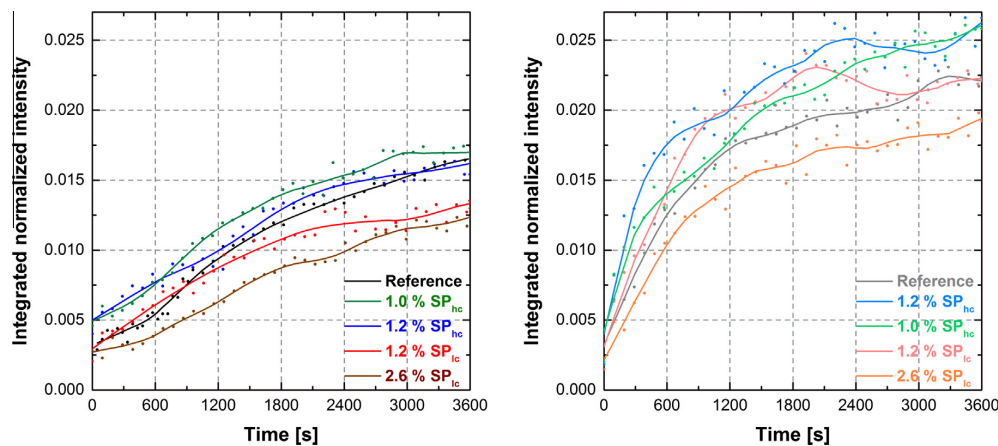 Integrated normalized intensity
0.025
0.020
0.015
0.010
0.005
0.000
Reference
1.0 % SPhc
1.2 % SPhc
1.2 % SPlc
2.6 % SPlc
0 600 1200 1800 2400 3000 3600
Time [s]
Integrated normalized intensity
0.025
0.020
0.015
0.010
0.005
0.000
Reference
1.2 % SPhc
1.0 % SPhc
1.2 % SPlc
2.6 % SPlc
0 600 1200 1800 2400 3000 3600
Time [s]